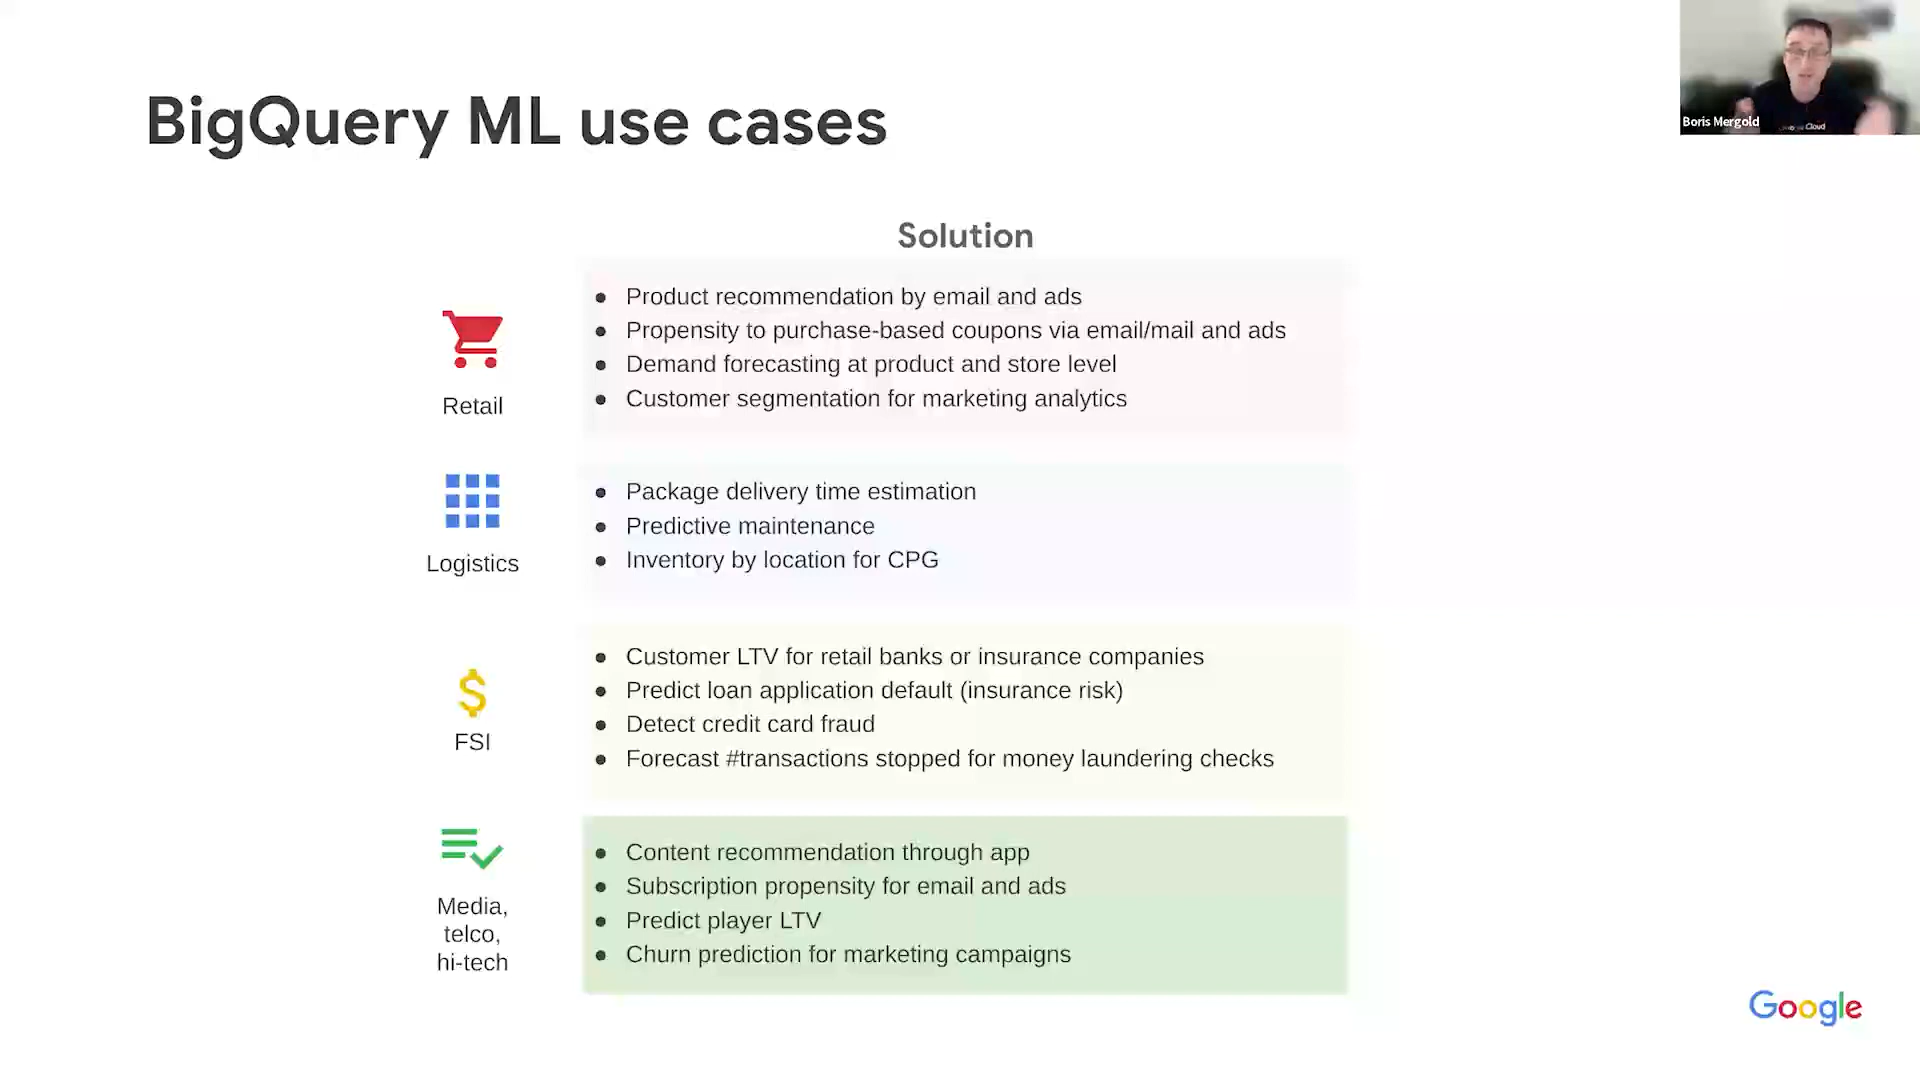 BigQuery ML use cases
Boris Mergold
Cloud
Solution
Retail
● Product recommendation by email and ads
● Propensity to purchase-based coupons via email/mail and ads
● Demand forecasting at product and store level
● Customer segmentation for marketing analytics
Logistics
● Package delivery time estimation
● Predictive maintenance
● Inventory by location for CPG
FSI
● Customer LTV for retail banks or insurance companies
● Predict loan application default (insurance risk)
● Detect credit card fraud
● Forecast #transactions stopped for money laundering checks
Media,
telco,
hi-tech
● Content recommendation through app
● Subscription propensity for email and ads
● Predict player LTV
● Churn prediction for marketing campaigns
Google